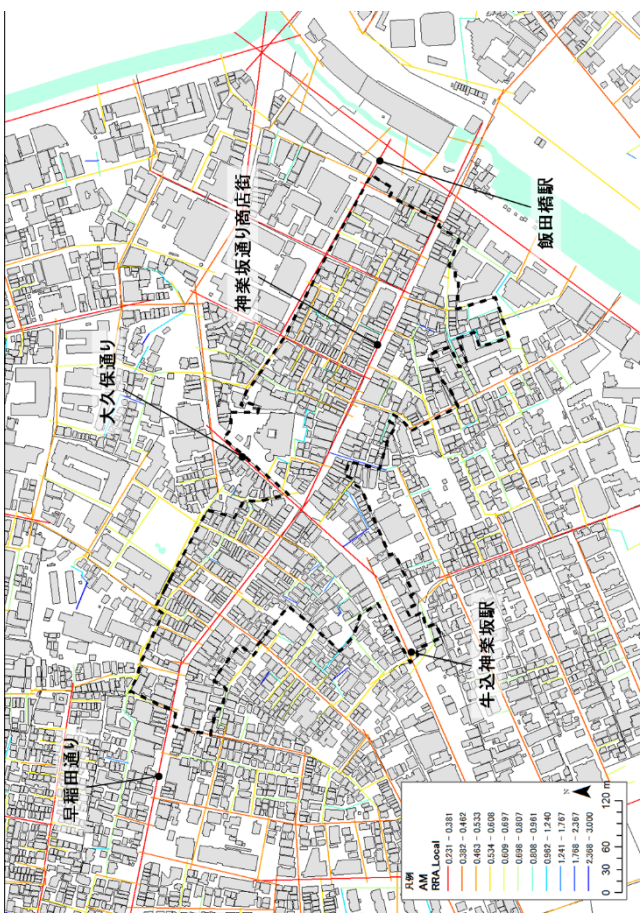 早稲田通り
大久保通り
神楽坂通り商店街
飯田橋駅
牛込神楽坂駅
凡例
AM
RRA_Local
0.231 - 0.381
0.382 - 0.462
0.463 - 0.533
0.534 - 0.608
0.609 - 0.697
0.698 - 0.807
0.808 - 0.961
0.962 - 1.240
1.241 - 1.767
1.768 - 2.367
2.368 - 3.000
N
0 30 60 120 m